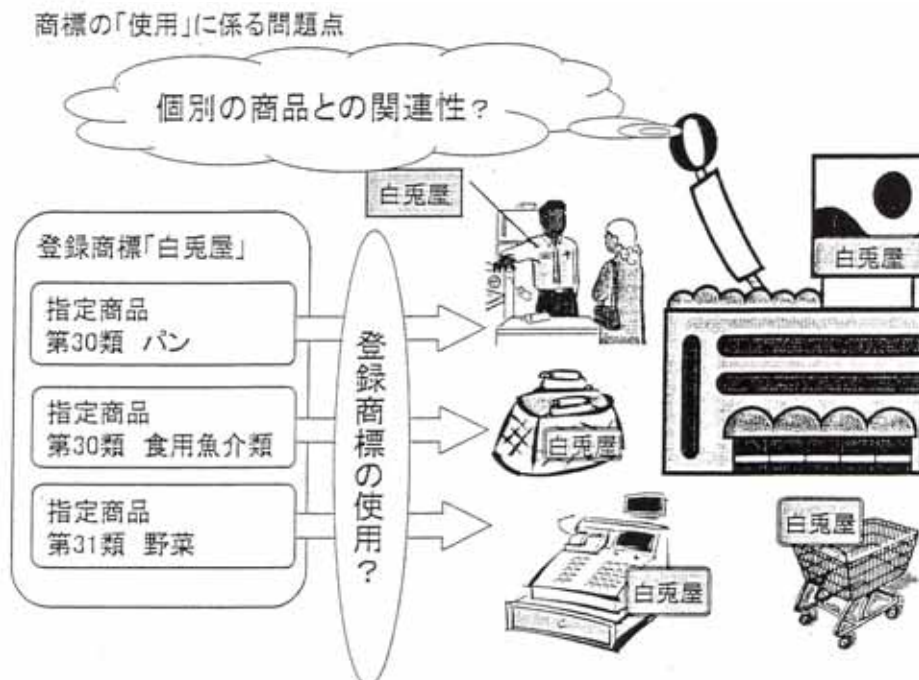 商標の「使用」に係る問題点
個別の商品との関連性?
白兎屋
白兎屋
登録商標「白兎屋」
指定商品
第30類 パン
指定商品
第30類 食用魚介類
指定商品
第31類 野菜
登録商標の使用?
白兎屋
白兎屋
白兎屋